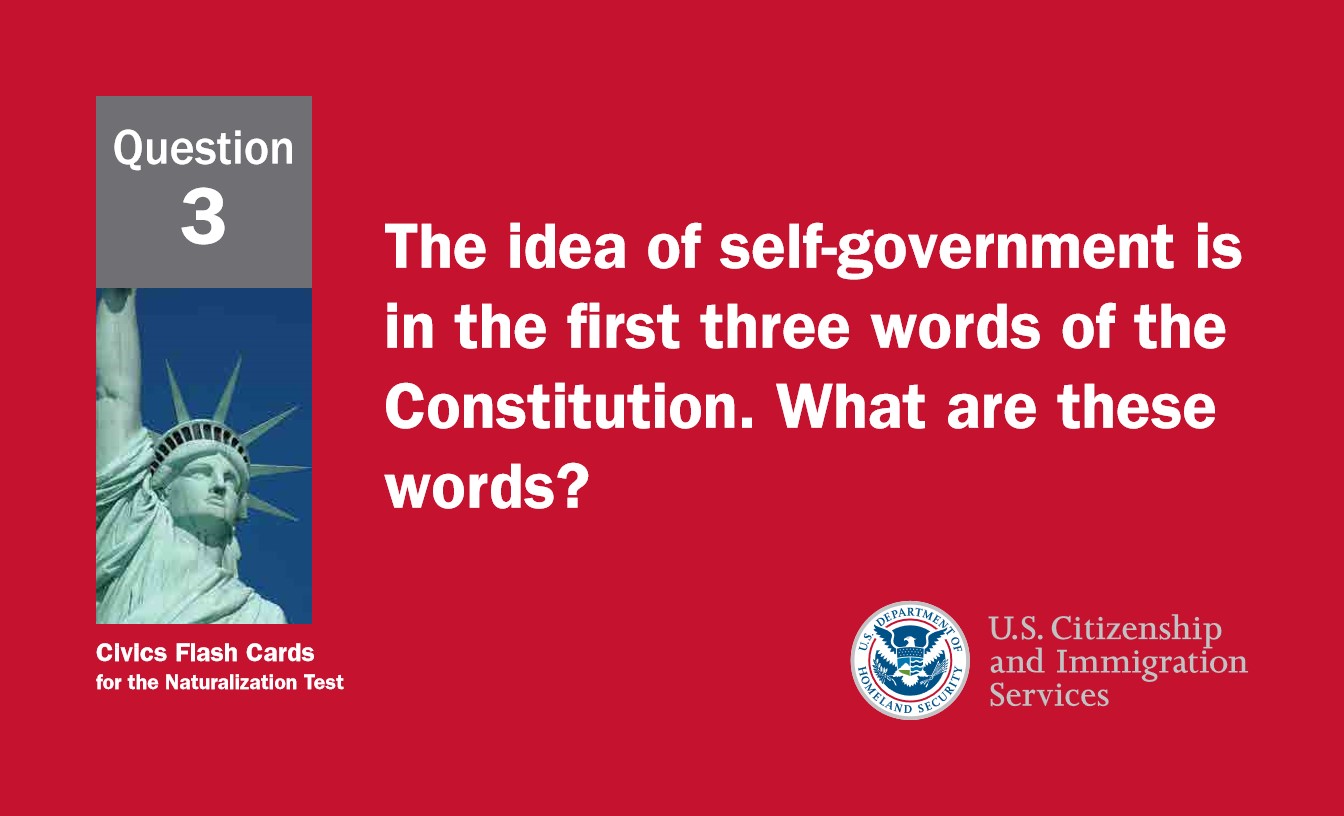 Question
3
The idea of self-government is
in the first three words of the
Constitution. What are these
words?
Civics Flash Cards
for the Naturalization Test
U.S. DEPARTMENT OF
HOMELAND SECURITY
U.S. Citizenship
and Immigration
Services